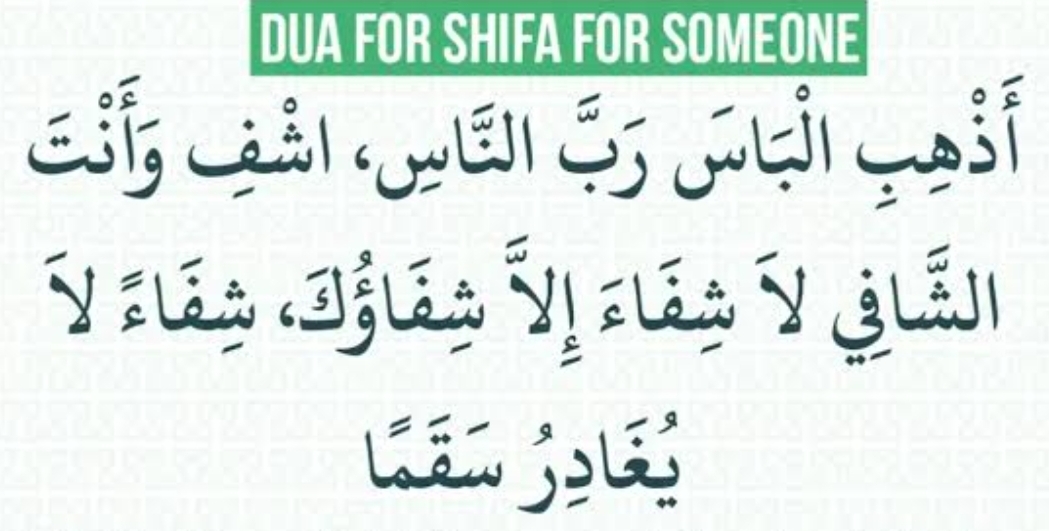 DUA FOR SHIFA FOR SOMEONE
أَذْهِبِ الْبَاسَ رَبَّ النَّاسِ، اشْفِ وَأَنْتَ
الشَّافِي لاَ شِفَاءَ إِلاَّ شِفَاؤُكَ، شِفَاءً لاَ
يُغَادِرُ سَقَمًا